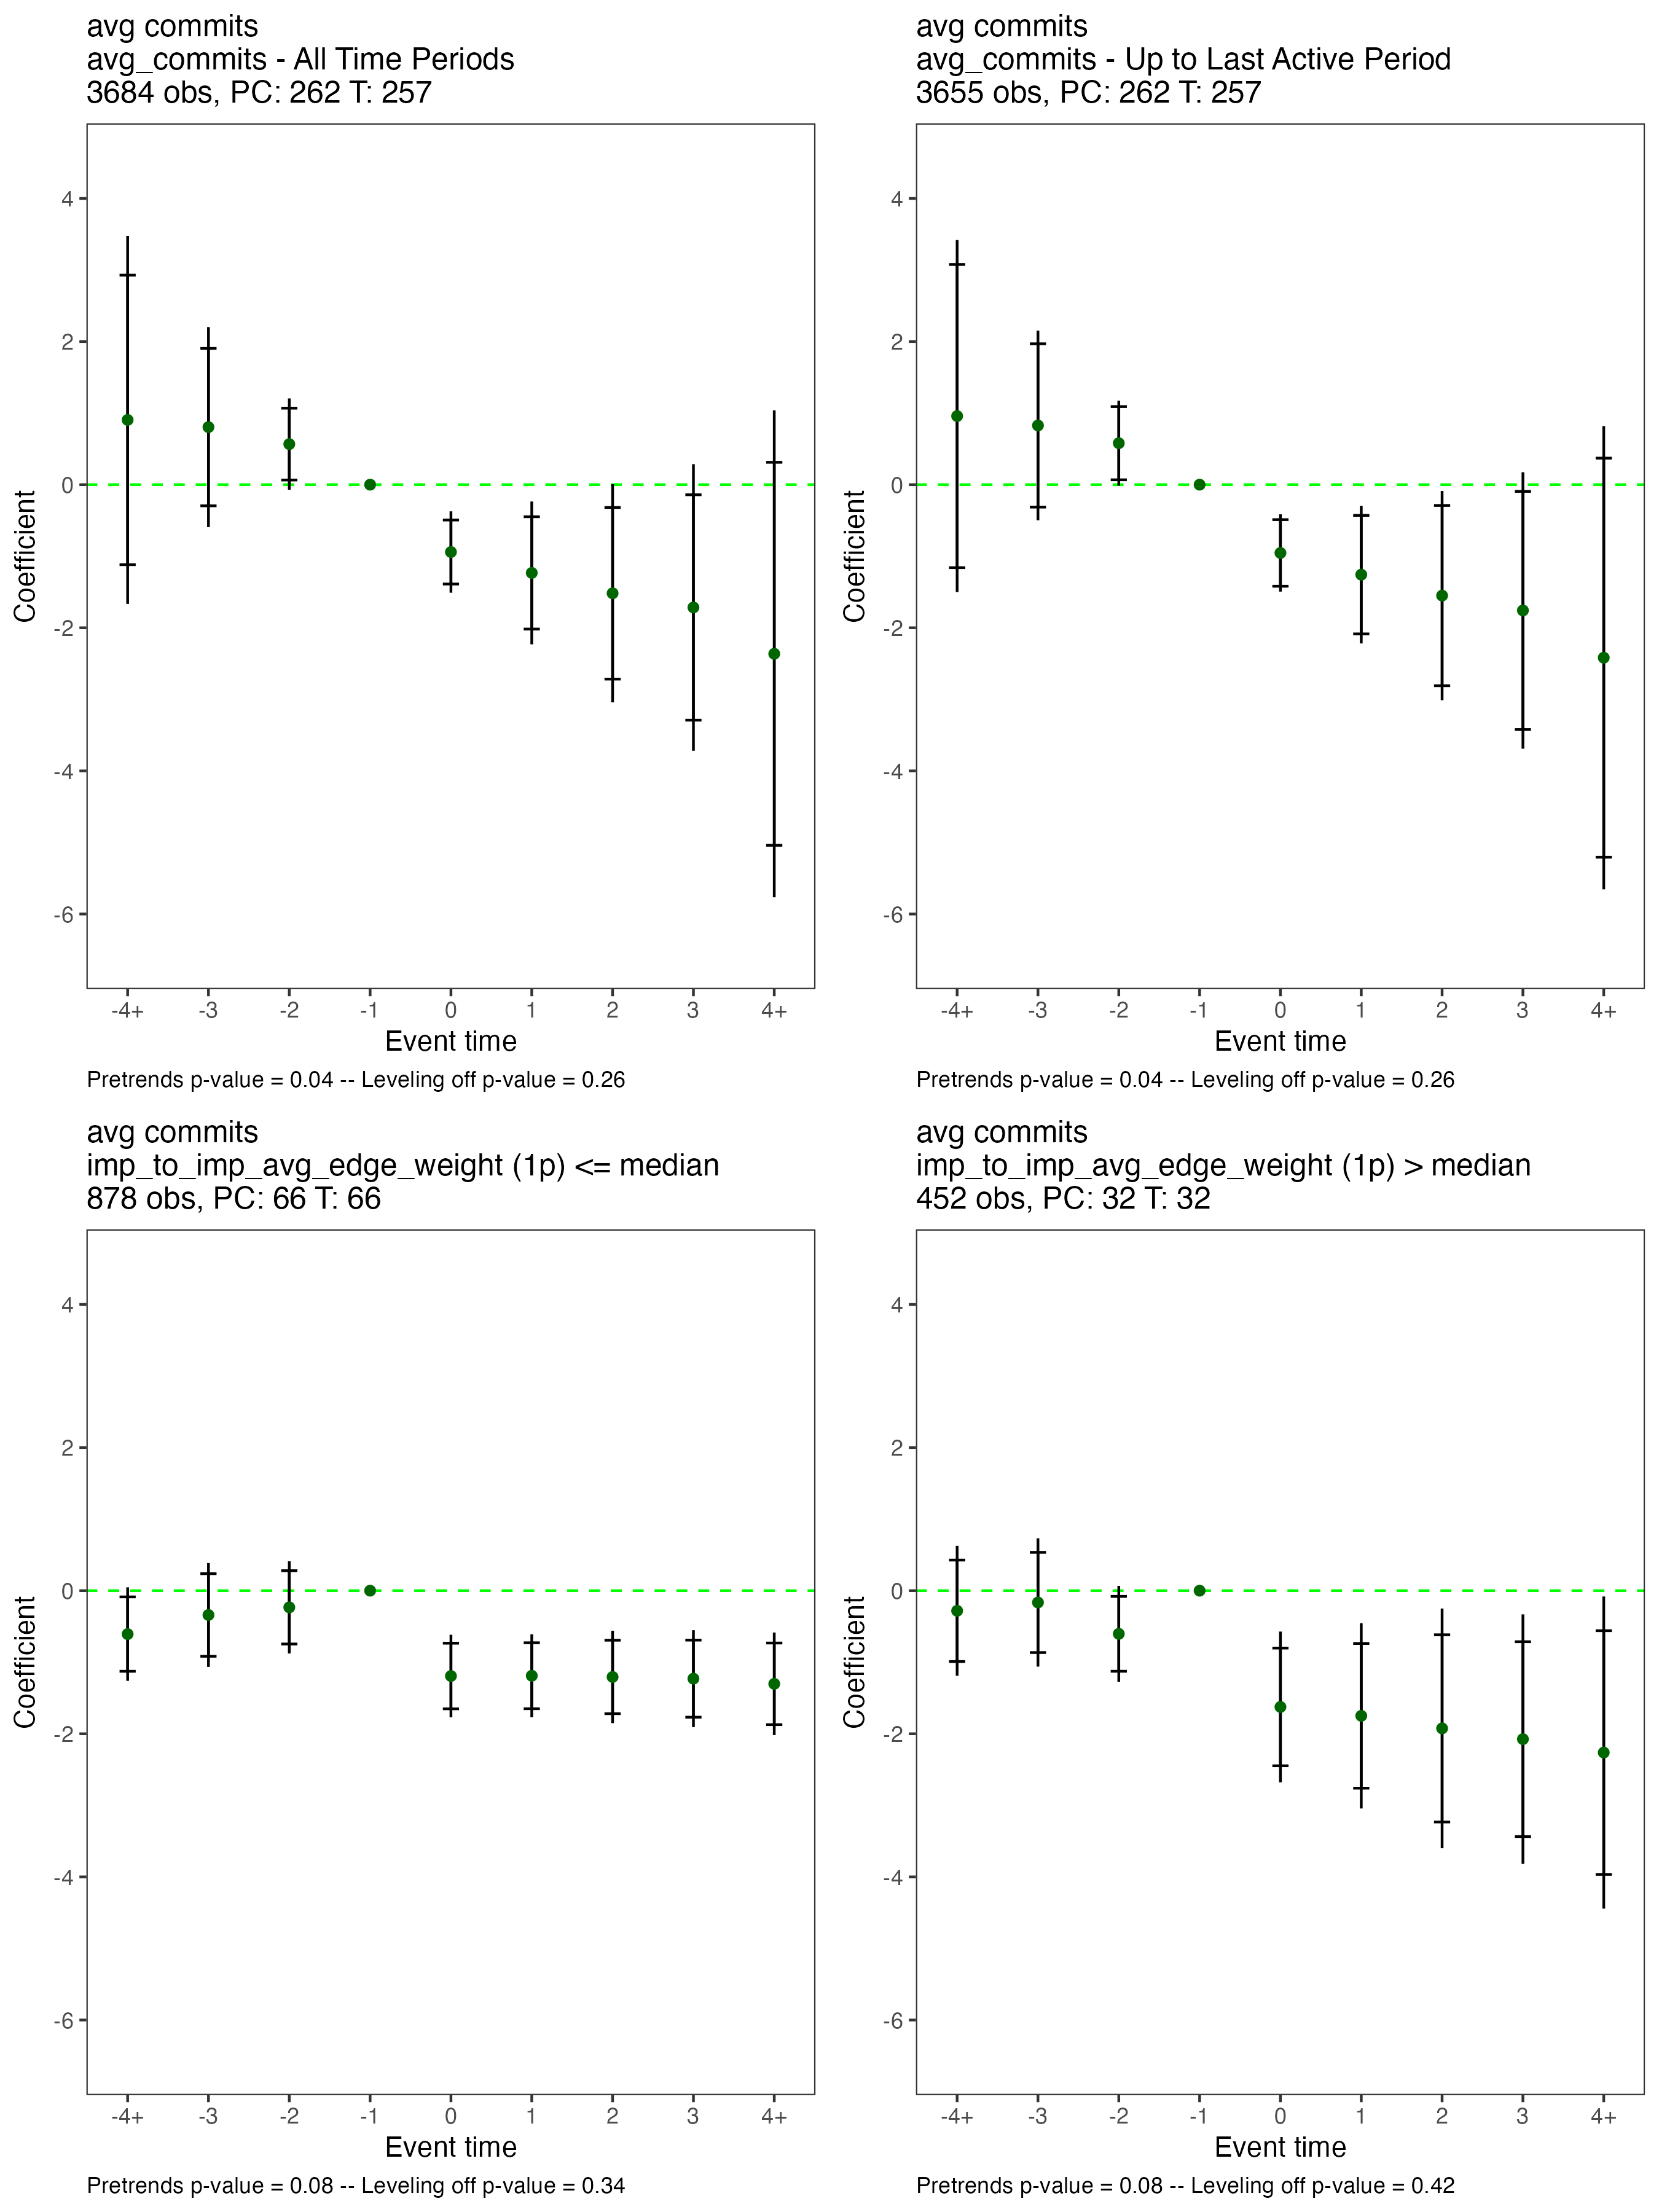 avg commits
avg_commits - All Time Periods
3684 obs, PC: 262 T: 257
4
2
0
-2
-4
-6
Coefficient
-4+ -3 -2 -1 0 1 2 3 4+
Event time
Pretrends p-value = 0.04 -- Leveling off p-value = 0.26
avg commits
avg_commits - Up to Last Active Period
3655 obs, PC: 262 T: 257
4
2
0
-2
-4
-6
Coefficient
-4+ -3 -2 -1 0 1 2 3 4+
Event time
Pretrends p-value = 0.04 -- Leveling off p-value = 0.26
avg commits
imp_to_imp_avg_edge_weight (1p) <= median
878 obs, PC: 66 T: 66
4
2
0
-2
-4
-6
Coefficient
-4+ -3 -2 -1 0 1 2 3 4+
Event time
Pretrends p-value = 0.08 -- Leveling off p-value = 0.34
avg commits
imp_to_imp_avg_edge_weight (1p) > median
452 obs, PC: 32 T: 32
4
2
0
-2
-4
-6
Coefficient
-4+ -3 -2 -1 0 1 2 3 4+
Event time
Pretrends p-value = 0.08 -- Leveling off p-value = 0.42